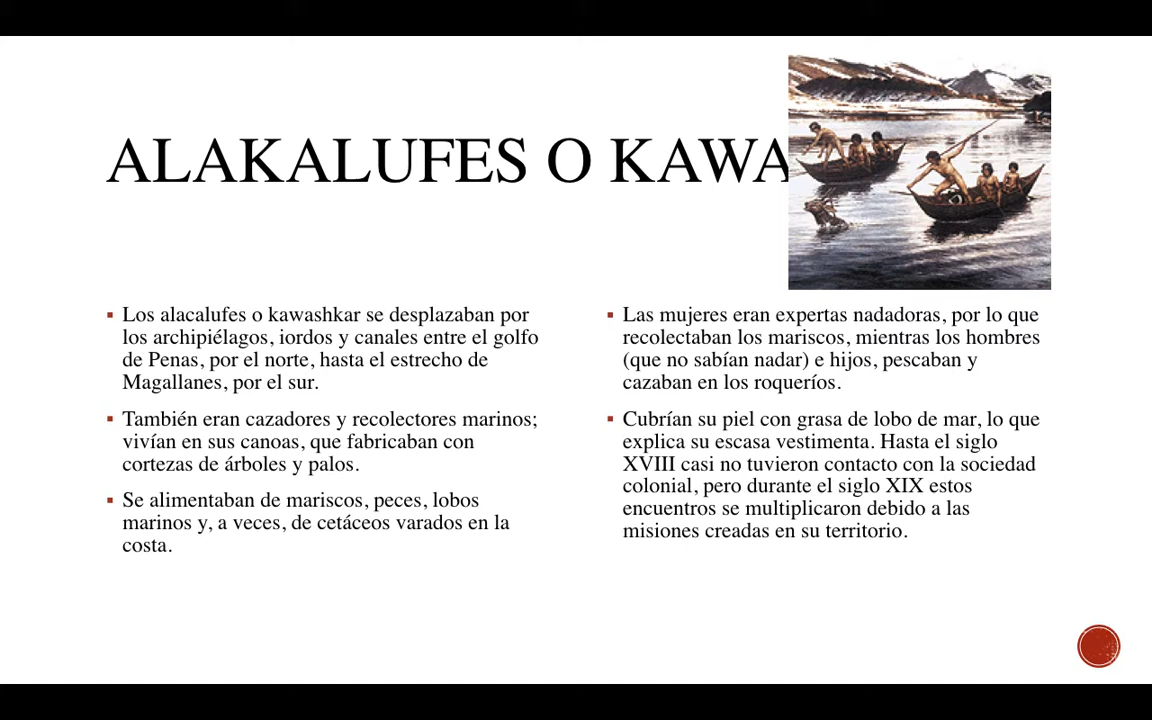 ALAKALUFES O KAWA
Los alacalufes o kawashkar se desplazaban por
los archipiélagos, iordos y canales entre el golfo
de Penas, por el norte, hasta el estrecho de
Magallanes, por el sur.
También eran cazadores y recolectores marinos;
vivían en sus canoas, que fabricaban con
cortezas de árboles y palos.
Se alimentaban de mariscos, peces, lobos
marinos y, a veces, de cetáceos varados en la
costa.
Las mujeres eran expertas nadadoras, por lo que
recolectaban los mariscos, mientras los hombres
(que no sabían nadar) e hijos, pescaban y
cazaban en los roqueríos.
Cubrían su piel con grasa de lobo de mar, lo que
explica su escasa vestimenta. Hasta el siglo
XVIII casi no tuvieron contacto con la sociedad
colonial, pero durante el siglo XIX estos
encuentros se multiplicaron debido a las
misiones creadas en su territorio.